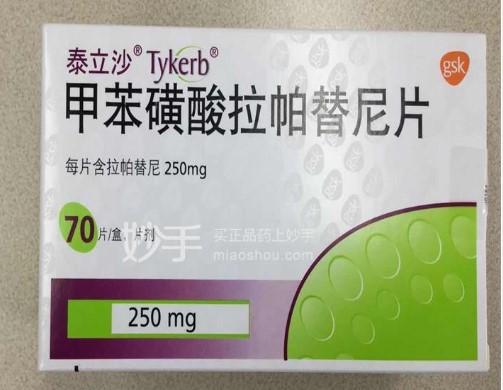 泰立沙® Tykerb®
gsk
甲苯磺酸拉帕替尼片
每片含拉帕替尼 250mg
70片/盒，片剂
妙手 买正品药上妙手
miaoshou.com
250 mg